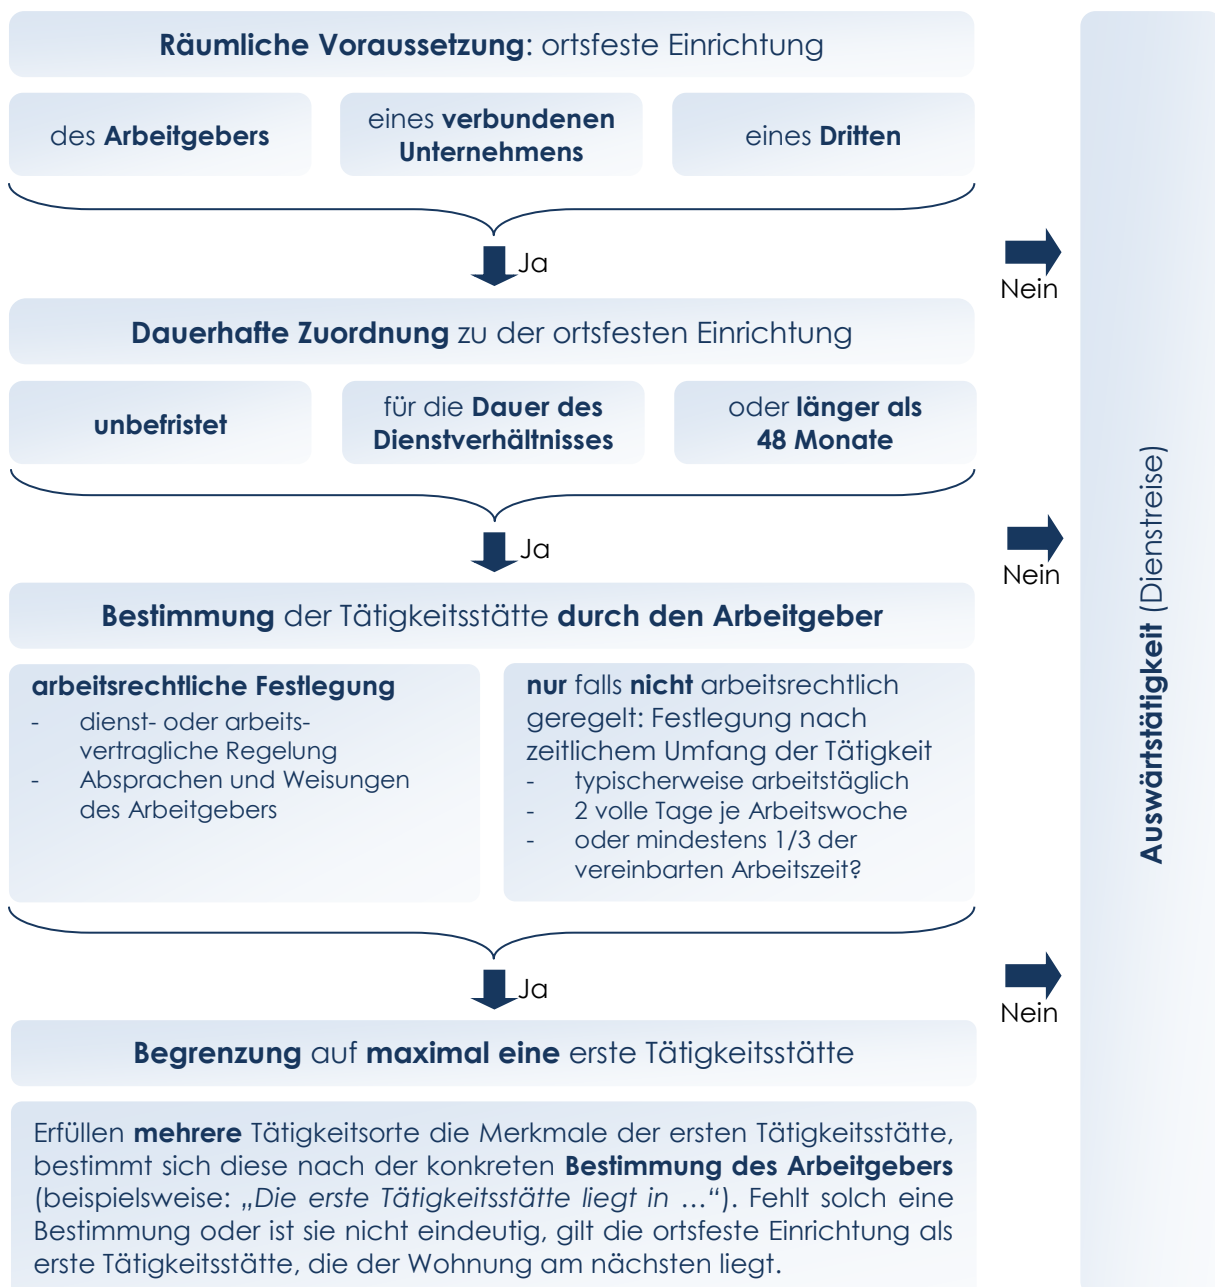 Räumliche Voraussetzung: ortsfeste Einrichtung
des Arbeitgebers
eines verbundenen
Unternehmens
eines Dritten
Ja
Nein
Dauerhafte Zuordnung zu der ortsfesten Einrichtung
unbefristet
für die Dauer des
Dienstverhältnisses
oder länger als
48 Monate
Ja
Nein
Bestimmung der Tätigkeitsstätte durch den Arbeitgeber
arbeitsrechtliche Festlegung
- dienst- oder arbeits-
vertragliche Regelung
- Absprachen und Weisungen
des Arbeitgebers
nur falls nicht arbeitsrechtlich
geregelt: Festlegung nach
zeitlichem Umfang der Tätigkeit
- typischerweise arbeitstäglich
- 2 volle Tage je Arbeitswoche
- oder mindestens 1/3 der
vereinbarten Arbeitszeit?
Ja
Nein
Begrenzung auf maximal eine erste Tätigkeitsstätte
Erfüllen mehrere Tätigkeitsorte die Merkmale der ersten Tätigkeitsstätte,
bestimmt sich diese nach der konkreten Bestimmung des Arbeitgebers
(beispielsweise: „Die erste Tätigkeitsstätte liegt in …“). Fehlt solch eine
Bestimmung oder ist sie nicht eindeutig, gilt die ortsfeste Einrichtung als
erste Tätigkeitsstätte, die der Wohnung am nächsten liegt.
Auswärtstätigkeit (Dienstreise)